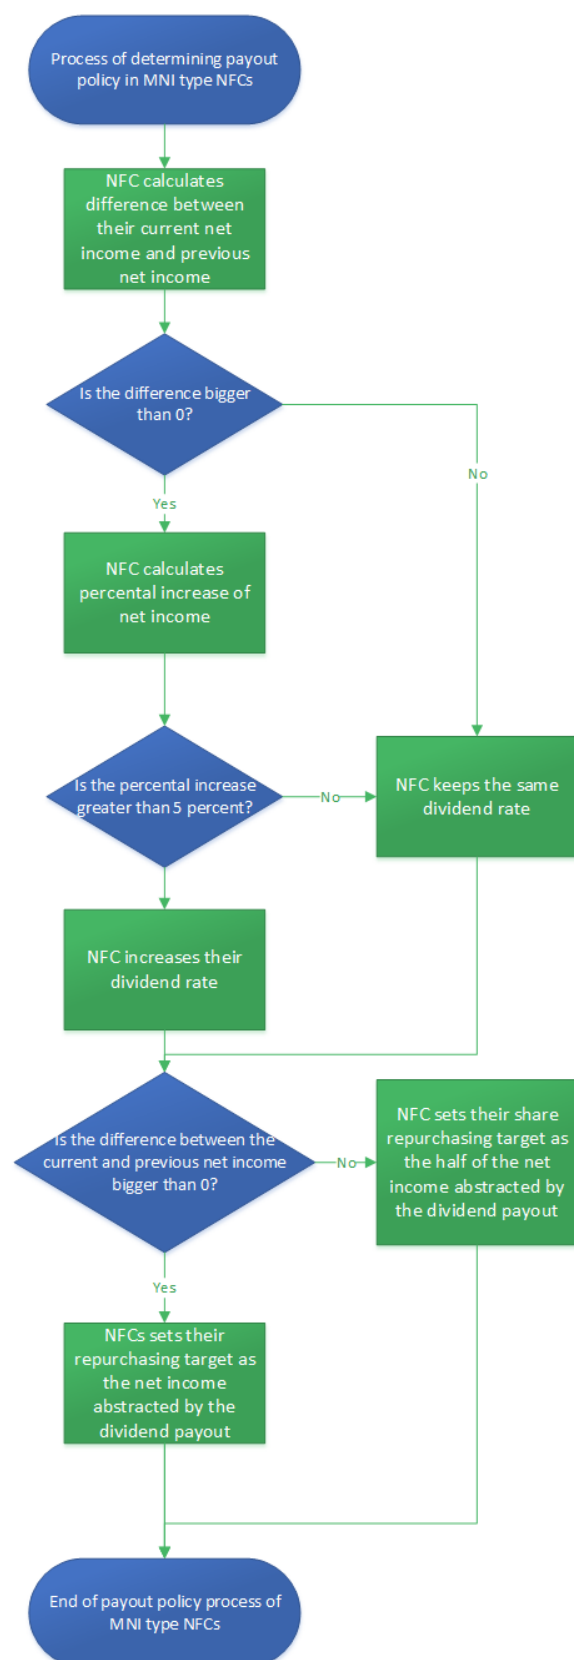 Process of determining payout
policy in MNI type NFCs
NFC calculates
difference between
their current net
income and previous
net income
Is the difference bigger
than 0?
No
Yes
NFC calculates
percental increase of
net income
Is the percental increase
greater than 5 percent?
No
NFC keeps the same
dividend rate
NFC increases their
dividend rate
Is the difference between the
current and previous net income
bigger than 0?
No
NFC sets their share
repurchasing target as
the half of the net
income abstracted by
the dividend payout
Yes
NFCs sets their
repurchasing target as
the net income
abstracted by the
dividend payout
End of payout policy process of
MNI type NFCs